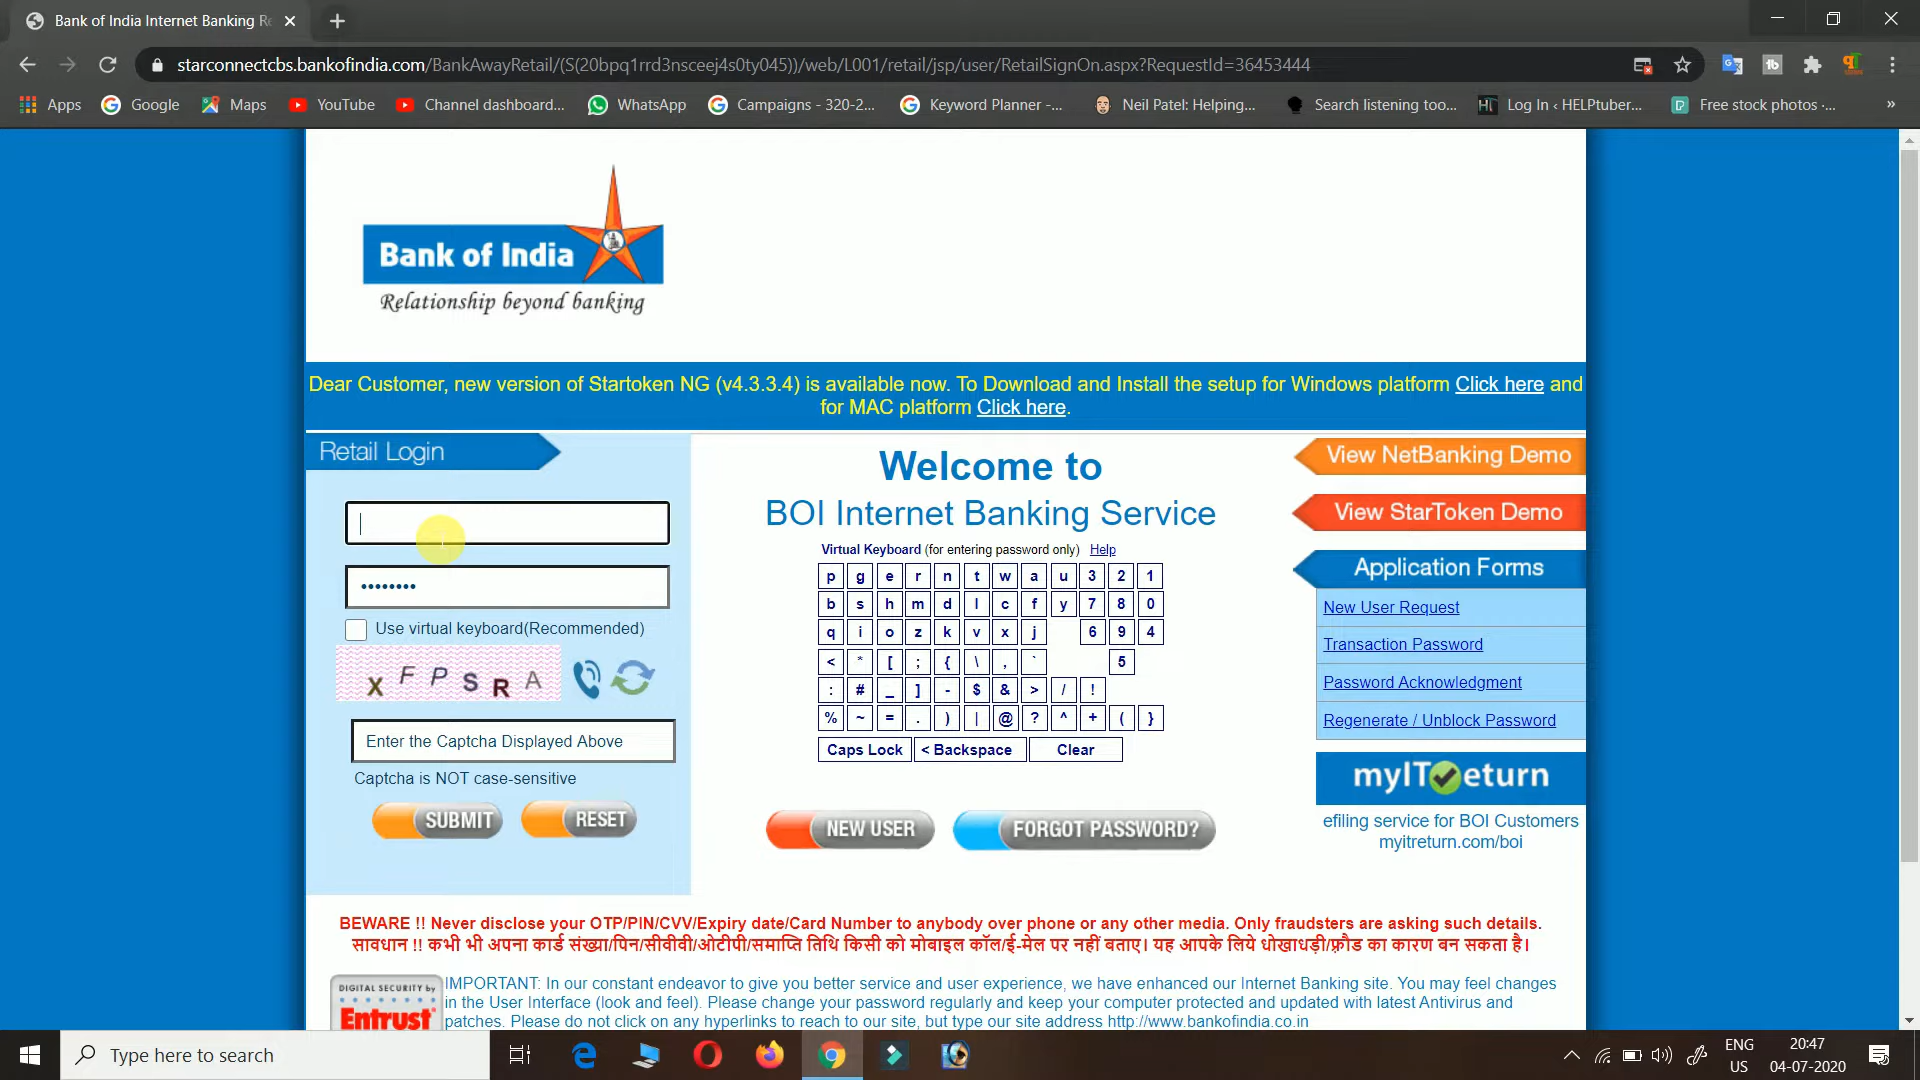 Bank of India Internet Banking Re
starconnectcbs.bankofindia.com/BankAwayRetail/(S(20bpq1rrd3nsceej4s0ty045))/web/L001/retail/jsp/user/RetailSignOn.aspx?RequestId=36453444
Apps Google Maps YouTube Channel dashboard... WhatsApp Campaigns - 320-2... Keyword Planner -... Neil Patel: Helping... Search listening too... Log In ‹ HELPtuber... Free stock photos ·... »
Bank of India
Relationship beyond banking
Dear Customer, new version of Startoken NG (v4.3.3.4) is available now. To Download and Install the setup for Windows platform Click here and
for MAC platform Click here.
Retail Login
••••••••
Use virtual keyboard(Recommended)
X F P S R A
Enter the Captcha Displayed Above
Captcha is NOT case-sensitive
SUBMIT RESET
Welcome to
BOI Internet Banking Service
Virtual Keyboard (for entering password only) Help
p g e r n t w a u 3 2 1
b s h m d l c f y 7 8 0
q i o z k v x j 6 9 4
< * [ ; { \ , ` 5
: # _ ] - $ & > / !
% ~ = . ) | @ ? ^ + ( }
Caps Lock < Backspace Clear
NEW USER FORGOT PASSWORD?
View NetBanking Demo
View StarToken Demo
Application Forms
New User Request
Transaction Password
Password Acknowledgment
Regenerate / Unblock Password
myITreturn
efiling service for BOI Customers
myitreturn.com/boi
BEWARE !! Never disclose your OTP/PIN/CVV/Expiry date/Card Number to anybody over phone or any other media. Only fraudsters are asking such details.
सावधान !! कभी भी अपना कार्ड संख्या/पिन/सीवीवी/ओटीपी/समाप्ति तिथि किसी को मोबाइल कॉल/ई-मेल पर नहीं बताए। यह आपके लिये धोखाधड़ी/फ़्रौड का कारण बन सकता है।
DIGITAL SECURITY by
Entrust
IMPORTANT: In our constant endeavor to give you better service and user experience, we have enhanced our Internet Banking site. You may feel changes
in the User Interface (look and feel). Please change your password regularly and keep your computer protected and updated with latest Antivirus and
patches. Please do not click on any hyperlinks to reach to our site, but type our site address http://www.bankofindia.co.in
Type here to search
ENG
US
20:47
04-07-2020